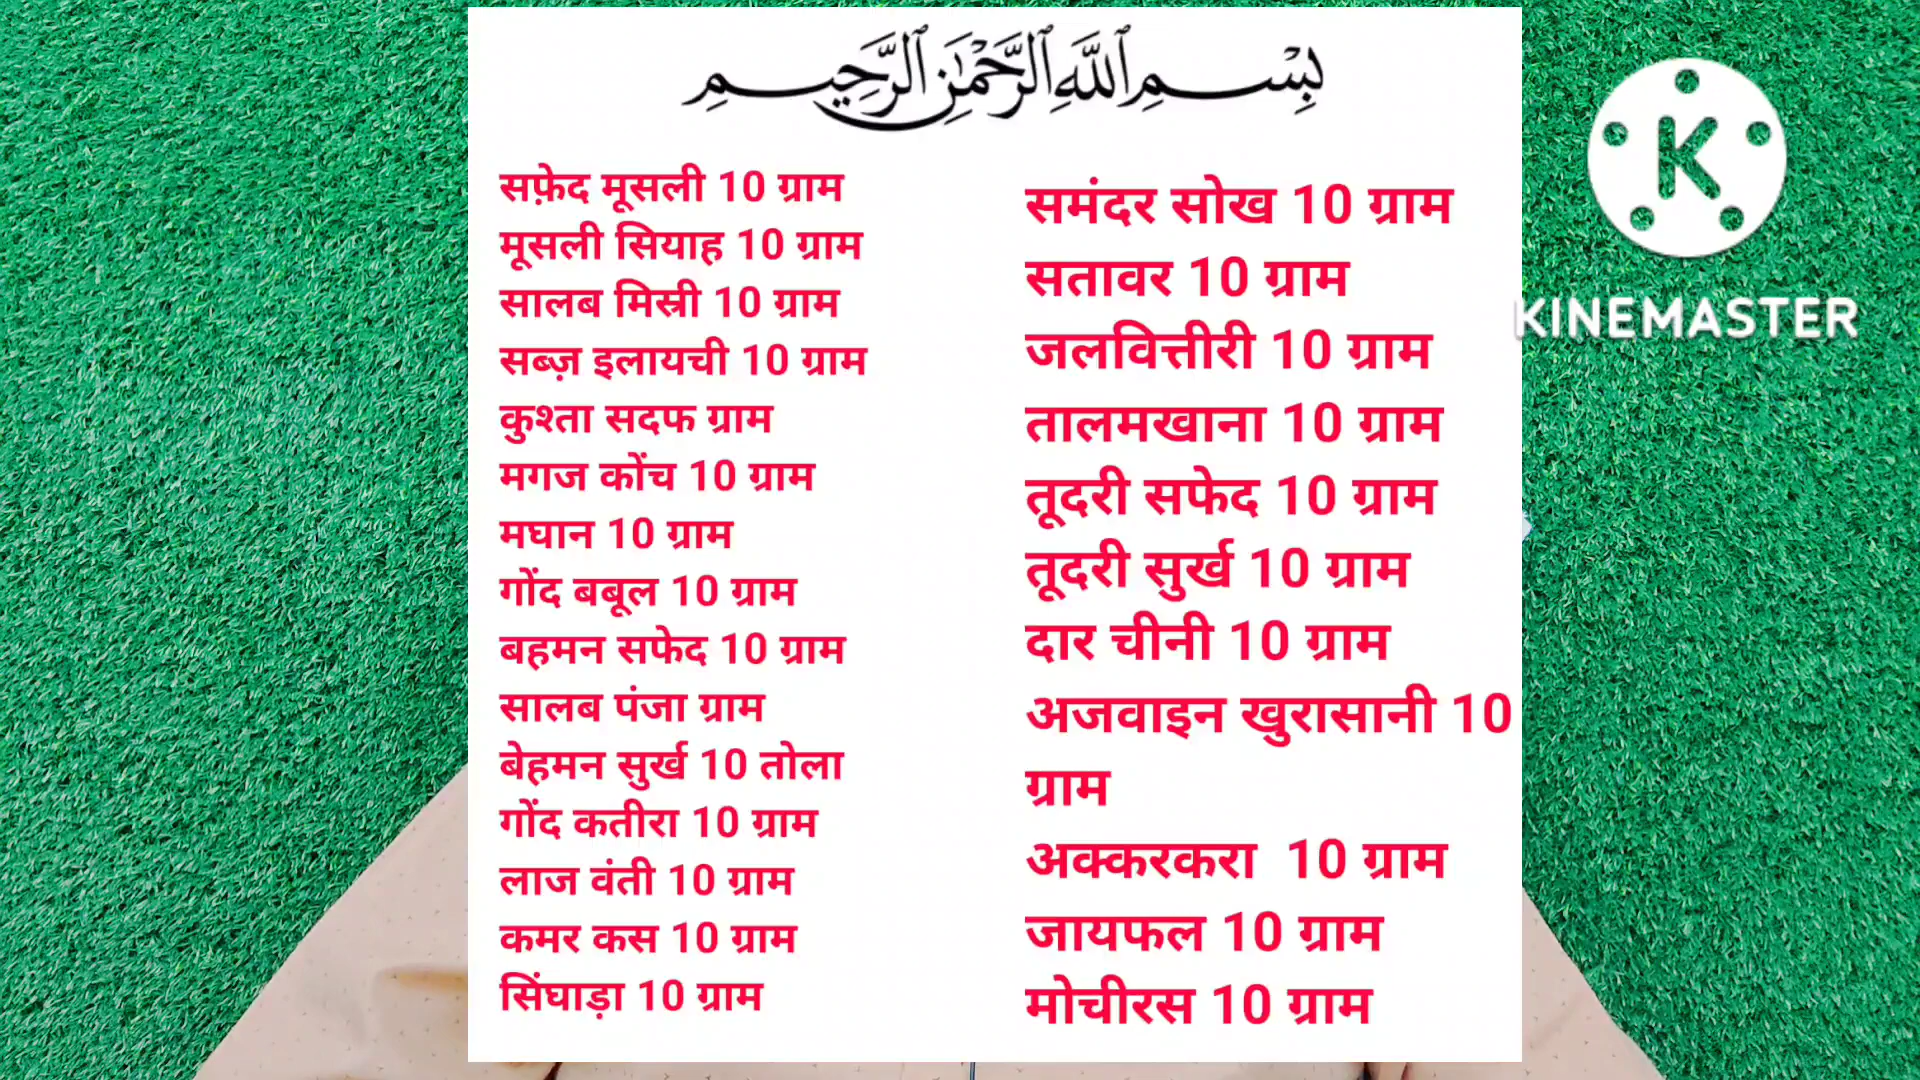 بِسْمِ ٱللَّٰهِ ٱلرَّحْمَٰنِ ٱلرَّحِيمِ
सफ़ेद मूसली 10 ग्राम
मूसली सियाह 10 ग्राम
सालब मिस्री 10 ग्राम
सब्ज़ इलायची 10 ग्राम
कुश्ता सदफ ग्राम
मगज कोंच 10 ग्राम
मघान 10 ग्राम
गोंद बबूल 10 ग्राम
बहमन सफेद 10 ग्राम
सालब पंजा ग्राम
बेहमन सुर्ख 10 तोला
गोंद कतीरा 10 ग्राम
लाज वंती 10 ग्राम
कमर कस 10 ग्राम
सिंघाड़ा 10 ग्राम
समंदर सोख 10 ग्राम
सतावर 10 ग्राम
जलवित्तीरी 10 ग्राम
तालमखाना 10 ग्राम
तूदरी सफेद 10 ग्राम
तूदरी सुर्ख 10 ग्राम
दार चीनी 10 ग्राम
अजवाइन खुरासानी 10
ग्राम
अक्करकरा 10 ग्राम
जायफल 10 ग्राम
मोचीरस 10 ग्राम
K
KINEMASTER